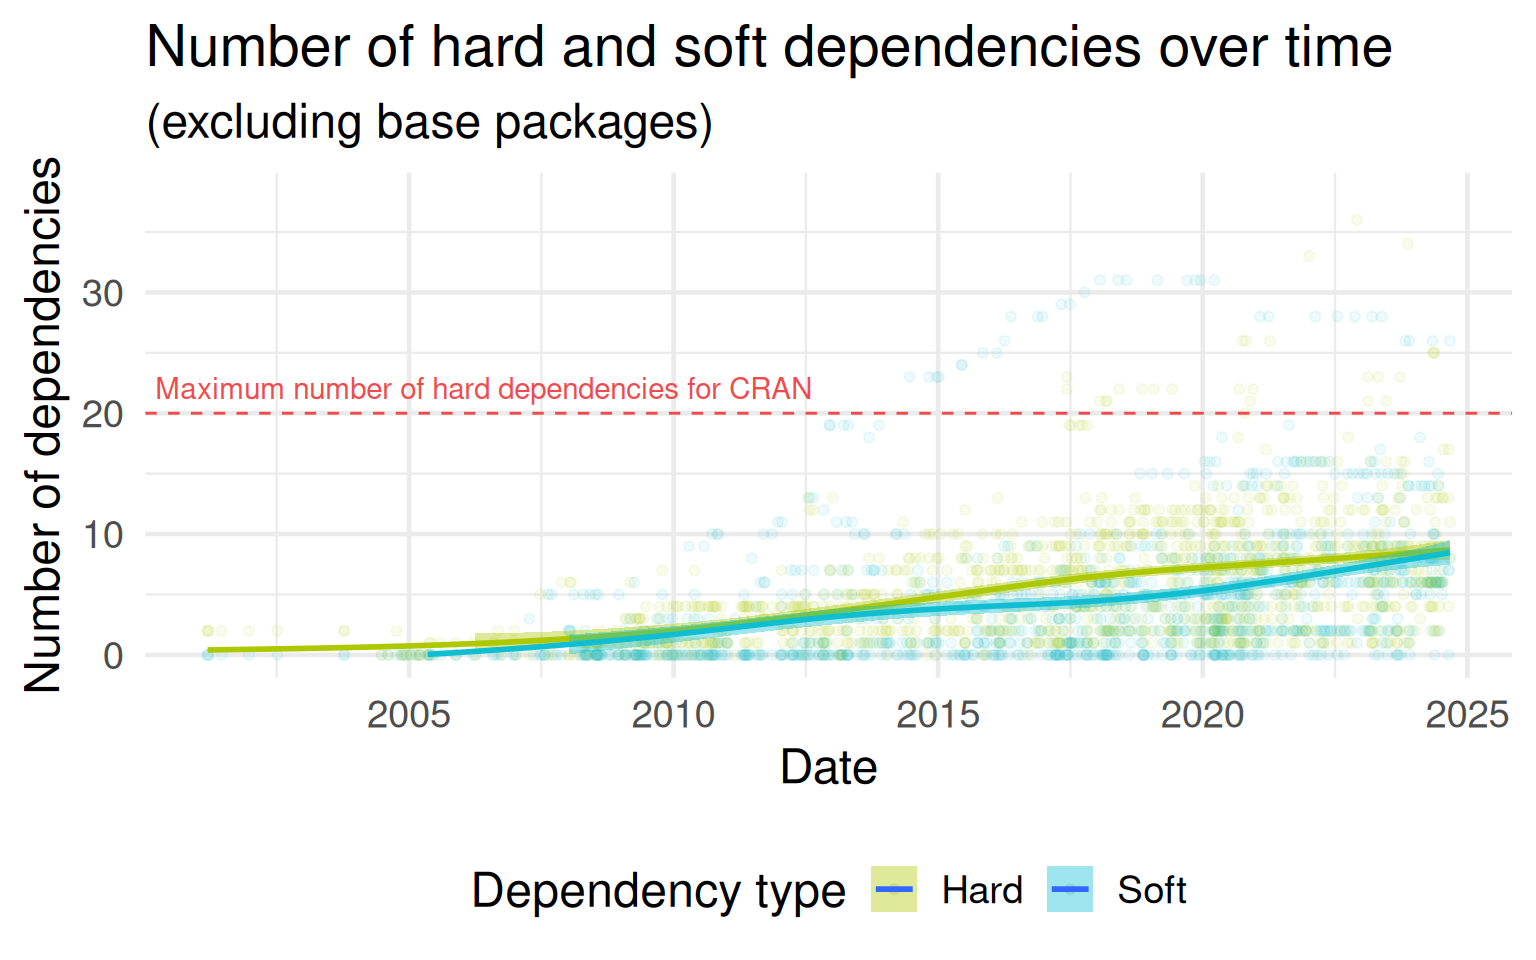 Number of hard and soft dependencies over time
(excluding base packages)
Number of dependencies
30
20
10
0
Maximum number of hard dependencies for CRAN
2005 2010 2015 2020 2025
Date
Dependency type Hard Soft